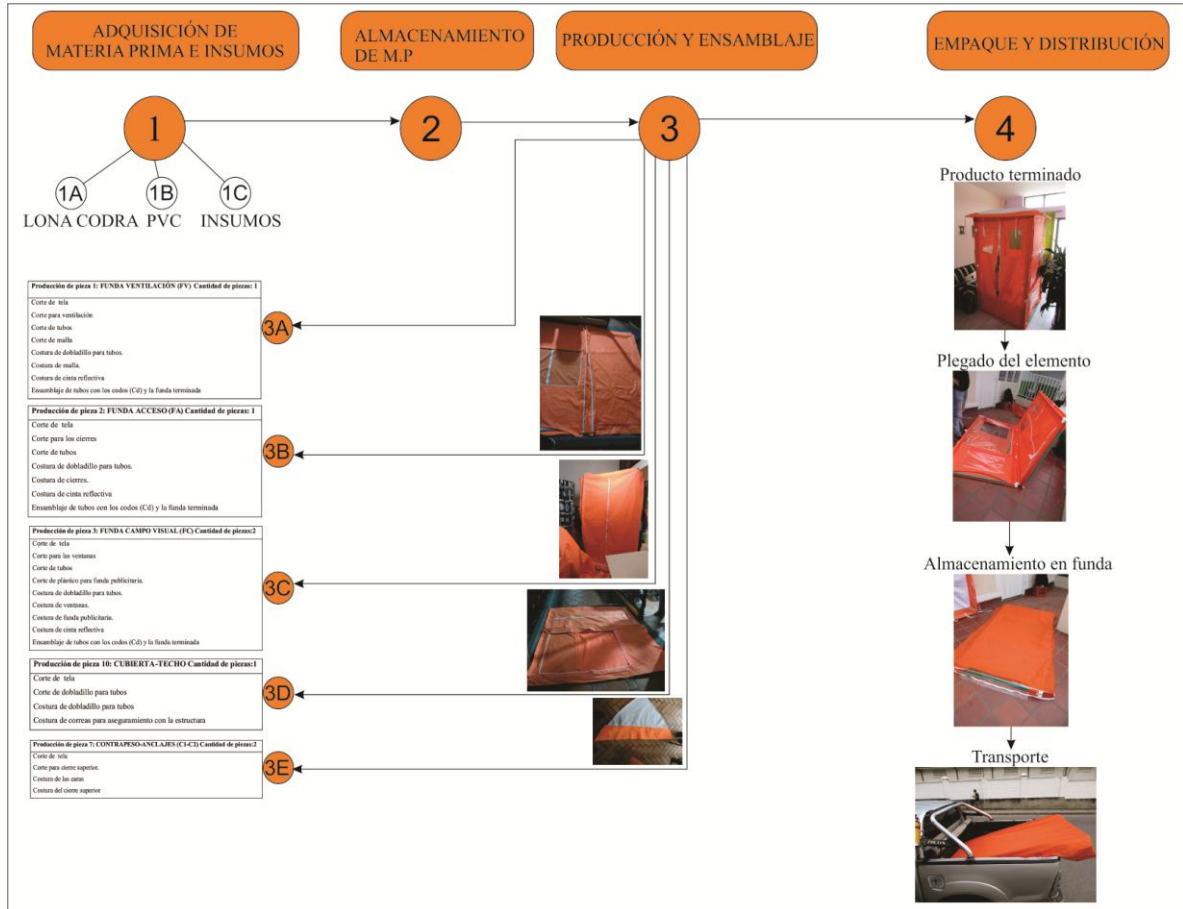 ADQUISICIÓN DE
MATERIA PRIMA E INSUMOS
ALMACENAMIENTO
DE M.P
PRODUCCIÓN Y ENSAMBLAJE
EMPAQUE Y DISTRIBUCIÓN
1
2
3
4
1A
1B
1C
LONA CODRA
PVC
INSUMOS
Producción de pieza 1: FUNDA VENTILACIÓN (FV) Cantidad de piezas: 1
Corte de tela
Corte para ventilación
Corte de tubos
Corte de malla
Costura de dobladillo para tubos.
Costura de malla.
Costura de cinta reflectiva
Ensamblaje de tubos con los codos (Cd) y la funda terminada
3A
Producción de pieza 2: FUNDA ACCESO (FA) Cantidad de piezas: 1
Corte de tela
Corte para los cierres
Corte de tubos
Costura de dobladillo para tubos.
Costura de cierres.
Costura de cinta reflectiva
Ensamblaje de tubos con los codos (Cd) y la funda terminada
3B
Producción de pieza 3: FUNDA CAMPO VISUAL (FC) Cantidad de piezas:2
Corte de tela
Corte para las ventanas
Corte de tubos
Corte de plástico para funda publicitaria.
Costura de dobladillo para tubos.
Costura de ventanas.
Costura de funda publicitaria.
Costura de cinta reflectiva
Ensamblaje de tubos con los codos (Cd) y la funda terminada
3C
Producción de pieza 10: CUBIERTA-TECHO Cantidad de piezas:1
Corte de tela
Corte de dobladillo para tubos
Costura de dobladillo para tubos
Costura de correas para aseguramiento con la estructura
3D
Producción de pieza 7: CONTRAPESO-ANCLAJES (C1-C2) Cantidad de piezas:2
Corte de tela
Corte para cierre superior.
Costura de las caras
Costura del cierre superior
3E
Producto terminado
Plegado del elemento
Almacenamiento en funda
Transporte